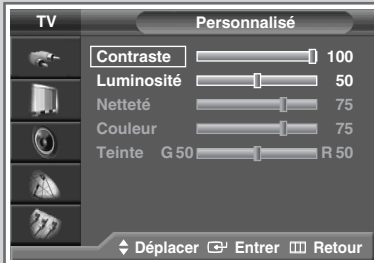 TV Personnalisé
Contraste 100
Luminosité 50
Netteté 75
Couleur 75
Teinte G 50 R 50
Déplacer Entrer Retour